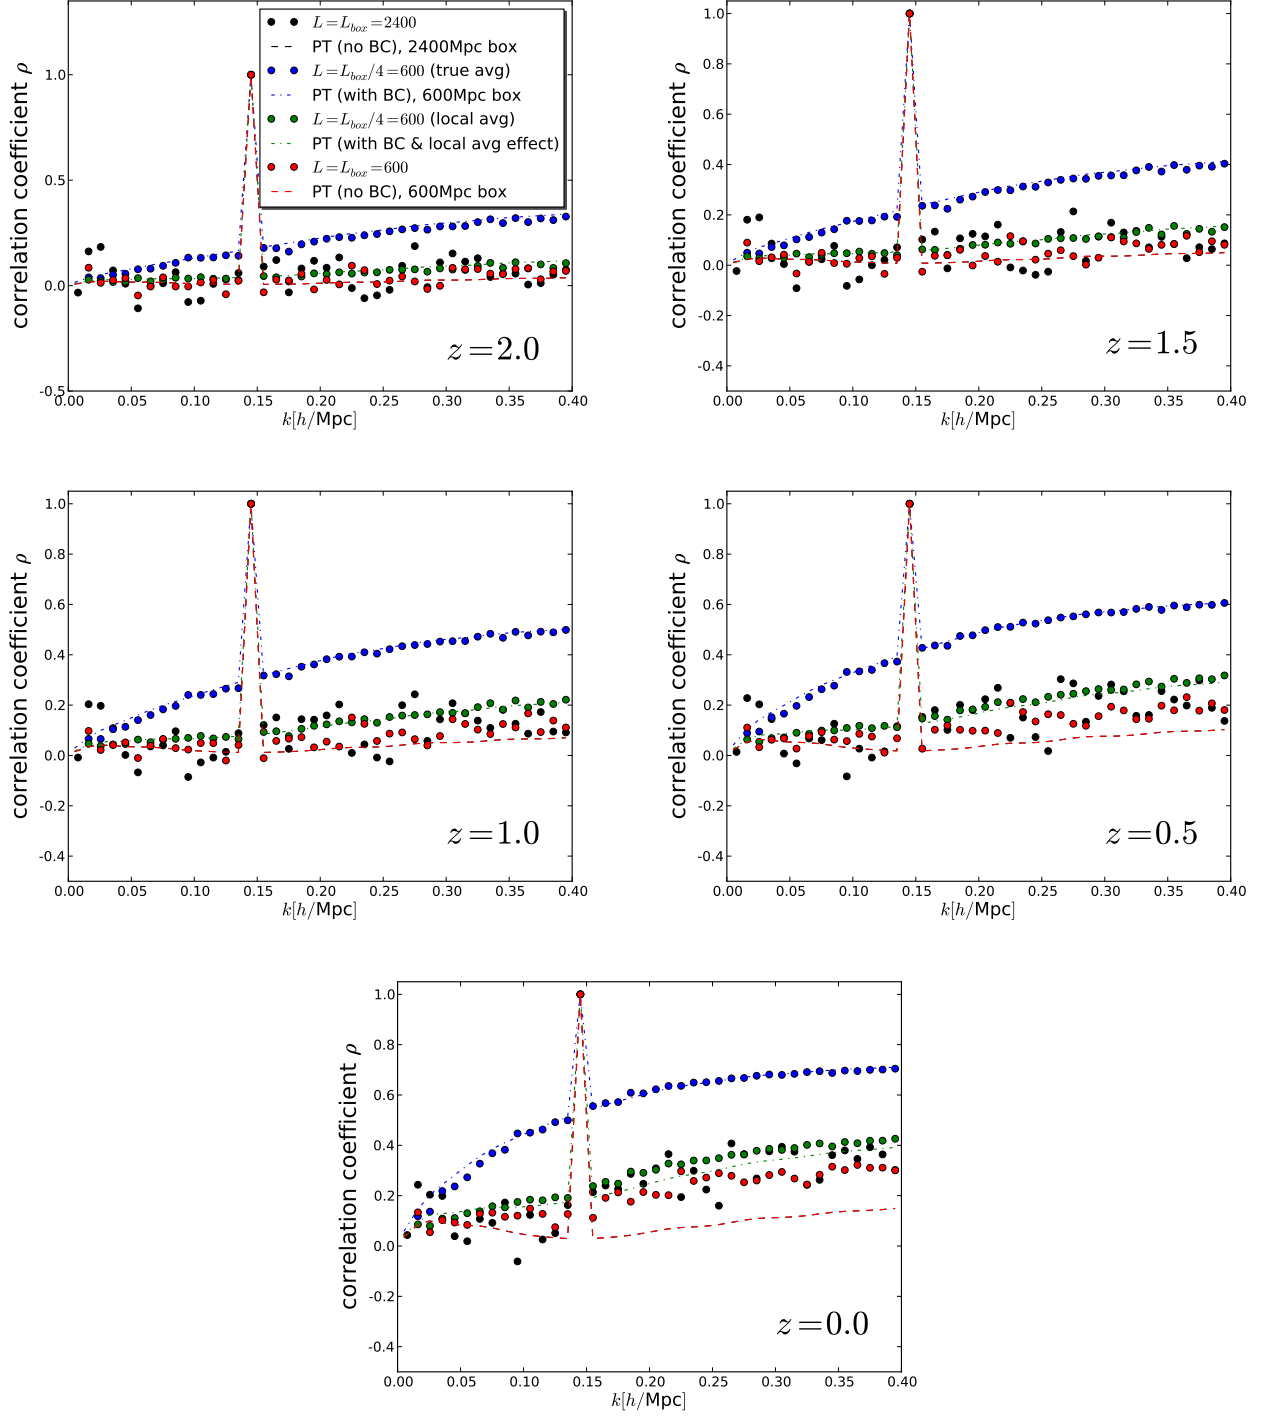 correlation coefficient ρ
1.0
0.5
0.0
-0.5
L=L_box=2400
PT (no BC), 2400Mpc box
L=L_box/4=600 (true avg)
PT (with BC), 600Mpc box
L=L_box/4=600 (local avg)
PT (with BC & local avg effect)
L=L_box=600
PT (no BC), 600Mpc box
z=2.0
0.00 0.05 0.10 0.15 0.20 0.25 0.30 0.35 0.40
k[h/Mpc]
correlation coefficient ρ
1.0
0.8
0.6
0.4
0.2
0.0
-0.2
-0.4
z=1.5
0.00 0.05 0.10 0.15 0.20 0.25 0.30 0.35 0.40
k[h/Mpc]
correlation coefficient ρ
1.0
0.8
0.6
0.4
0.2
0.0
-0.2
-0.4
z=1.0
0.00 0.05 0.10 0.15 0.20 0.25 0.30 0.35 0.40
k[h/Mpc]
correlation coefficient ρ
1.0
0.8
0.6
0.4
0.2
0.0
-0.2
-0.4
z=0.5
0.00 0.05 0.10 0.15 0.20 0.25 0.30 0.35 0.40
k[h/Mpc]
correlation coefficient ρ
1.0
0.8
0.6
0.4
0.2
0.0
-0.2
-0.4
z=0.0
0.00 0.05 0.10 0.15 0.20 0.25 0.30 0.35 0.40
k[h/Mpc]